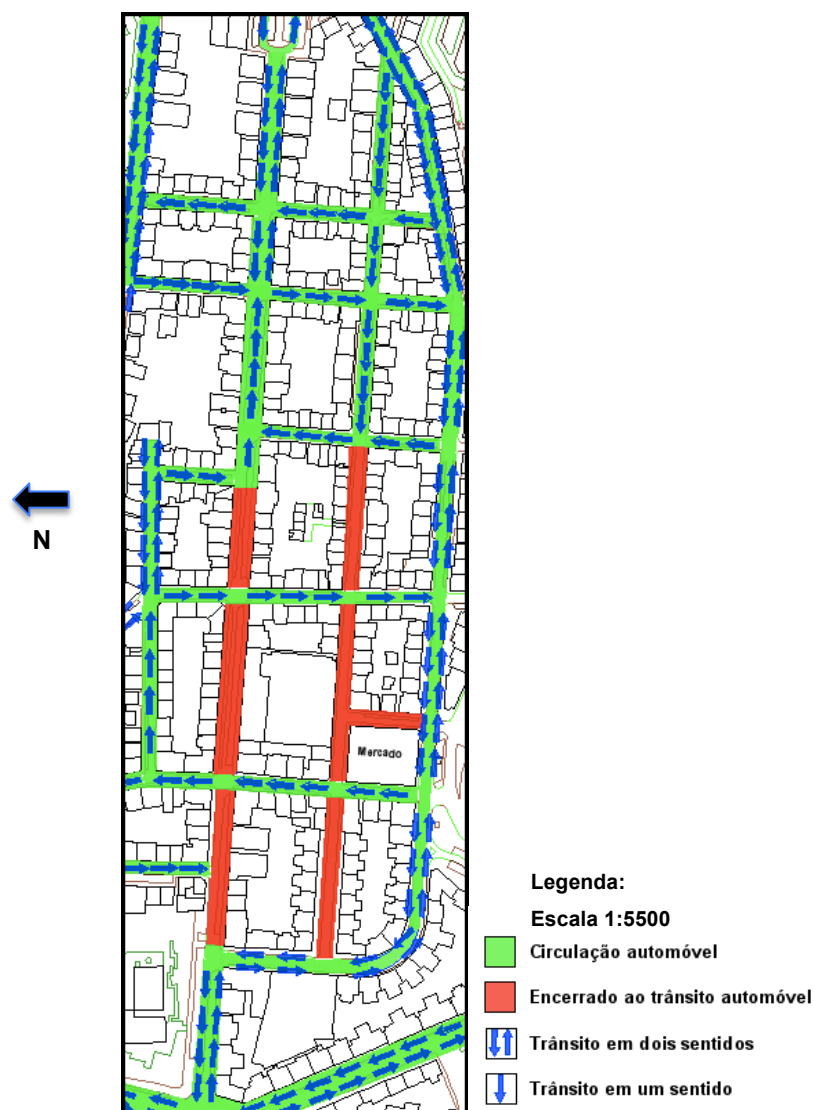 N
Mercado
Legenda:
Escala 1:5500
Circulação automóvel
Encerrado ao trânsito automóvel
Trânsito em dois sentidos
Trânsito em um sentido